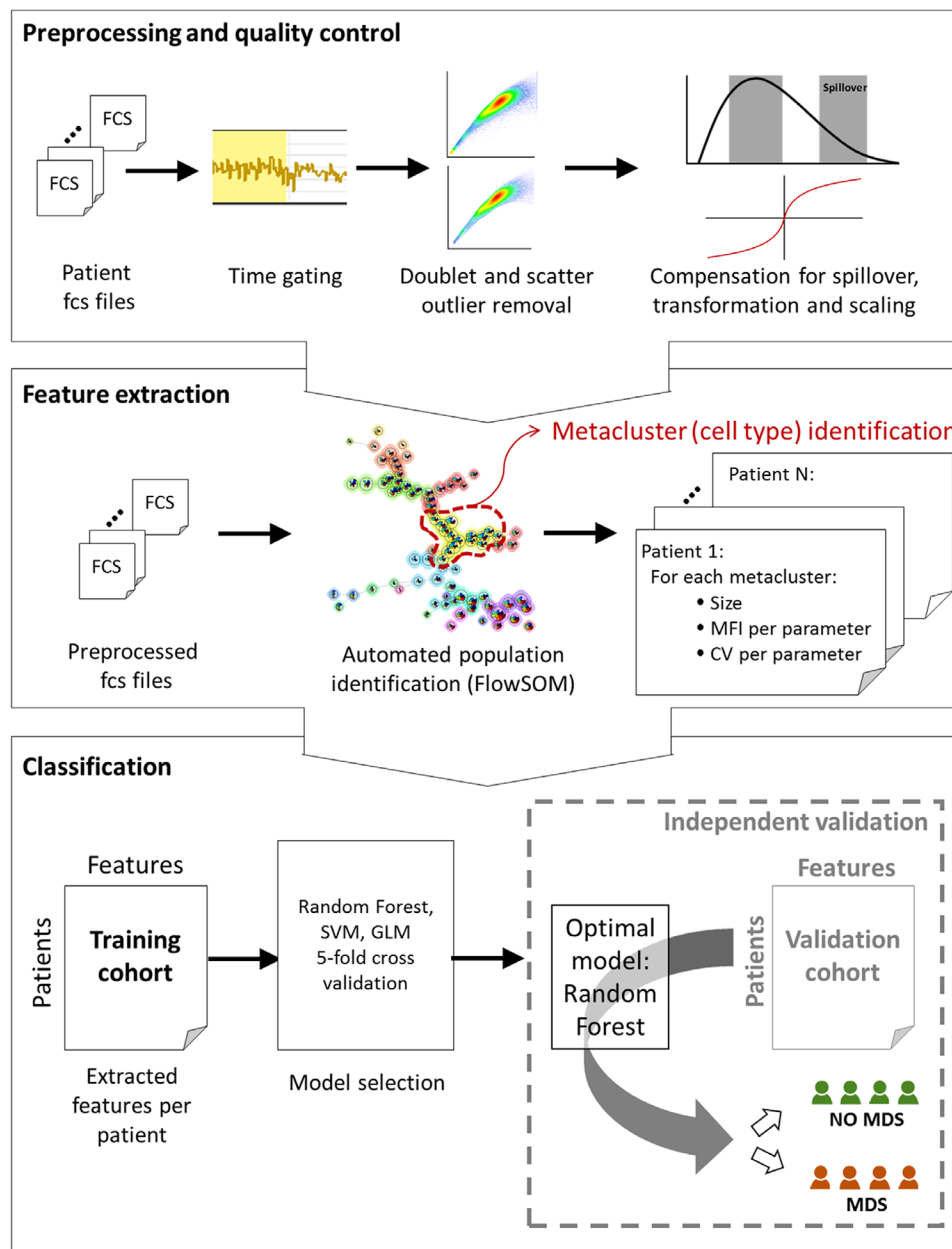 Preprocessing and quality control
FCS
FCS
Spillover
Patient
fcs files
Time gating
Doublet and scatter
outlier removal
Compensation for spillover,
transformation and scaling
Feature extraction
Metacluster (cell type) identification
FCS
FCS
Patient N:
Patient 1:
For each metacluster:
• Size
• MFI per parameter
• CV per parameter
Preprocessed
fcs files
Automated population
identification (FlowSOM)
Classification
Independent validation
Features
Patients
Training
cohort
Extracted
features per
patient
Random Forest,
SVM, GLM
5-fold cross
validation
Model selection
Optimal
model:
Random
Forest
Features
Patients
Validation
cohort
NO MDS
MDS